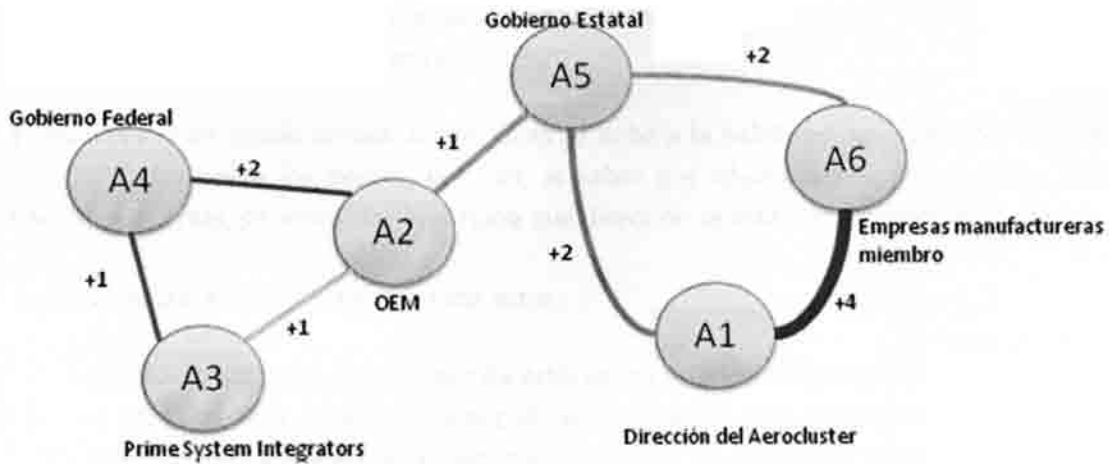 Gobierno Estatal
A5
+2
Gobierno Federal
+1
A4
+2
A6
A2
Empresas manufactureras
miembro
+2
+1
OEM
+4
+1
A1
A3
Dirección del Aerocluster
Prime System Integrators